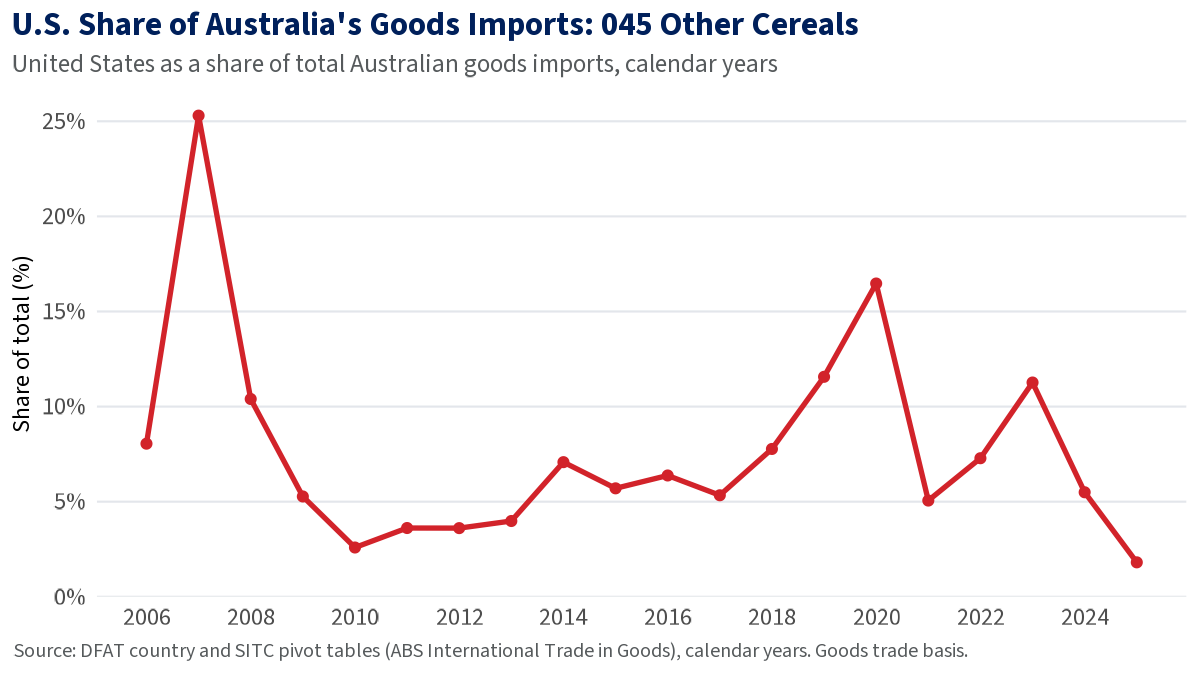 U.S. Share of Australia's Goods Imports: 045 Other Cereals
United States as a share of total Australian goods imports, calendar years
Share of total (%)
25%
20%
15%
10%
5%
0%
2006 2008 2010 2012 2014 2016 2018 2020 2022 2024
Source: DFAT country and SITC pivot tables (ABS International Trade in Goods), calendar years. Goods trade basis.